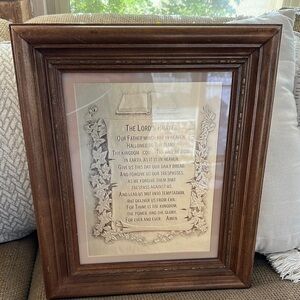 THE LORD'S PRAYER
OUR FATHER WHICH ART IN HEAVEN,
HALLOWED BE THY NAME
THY KINGDOM COME THY WILL BE DONE
IN EARTH, AS IT IS IN HEAVEN.
GIVE US THIS DAY OUR DAILY BREAD
AND FORGIVE US OUR TRESPASSES,
AS WE FORGIVE THEM THAT
TRESPASS AGAINST US.
AND LEAD US NOT INTO TEMPTATION,
BUT DELIVER US FROM EVIL
FOR THINE IS THE KINGDOM
THE POWER, AND THE GLORY,
FOR EVER AND EVER. AMEN